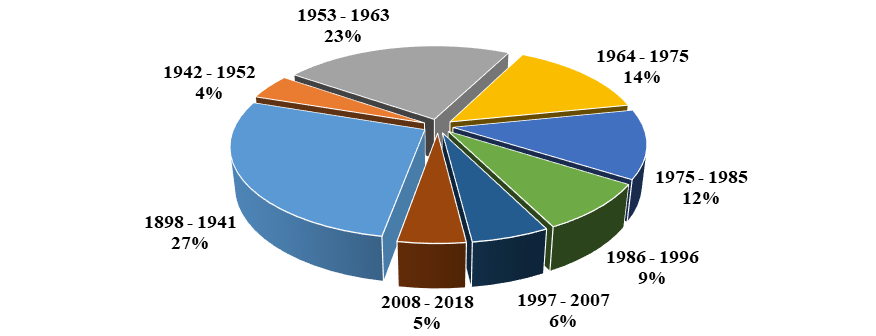 1953 - 1963
23%
1964 - 1975
14%
1942 - 1952
4%
1975 - 1985
12%
1898 - 1941
27%
1986 - 1996
9%
2008 - 2018
5%
1997 - 2007
6%